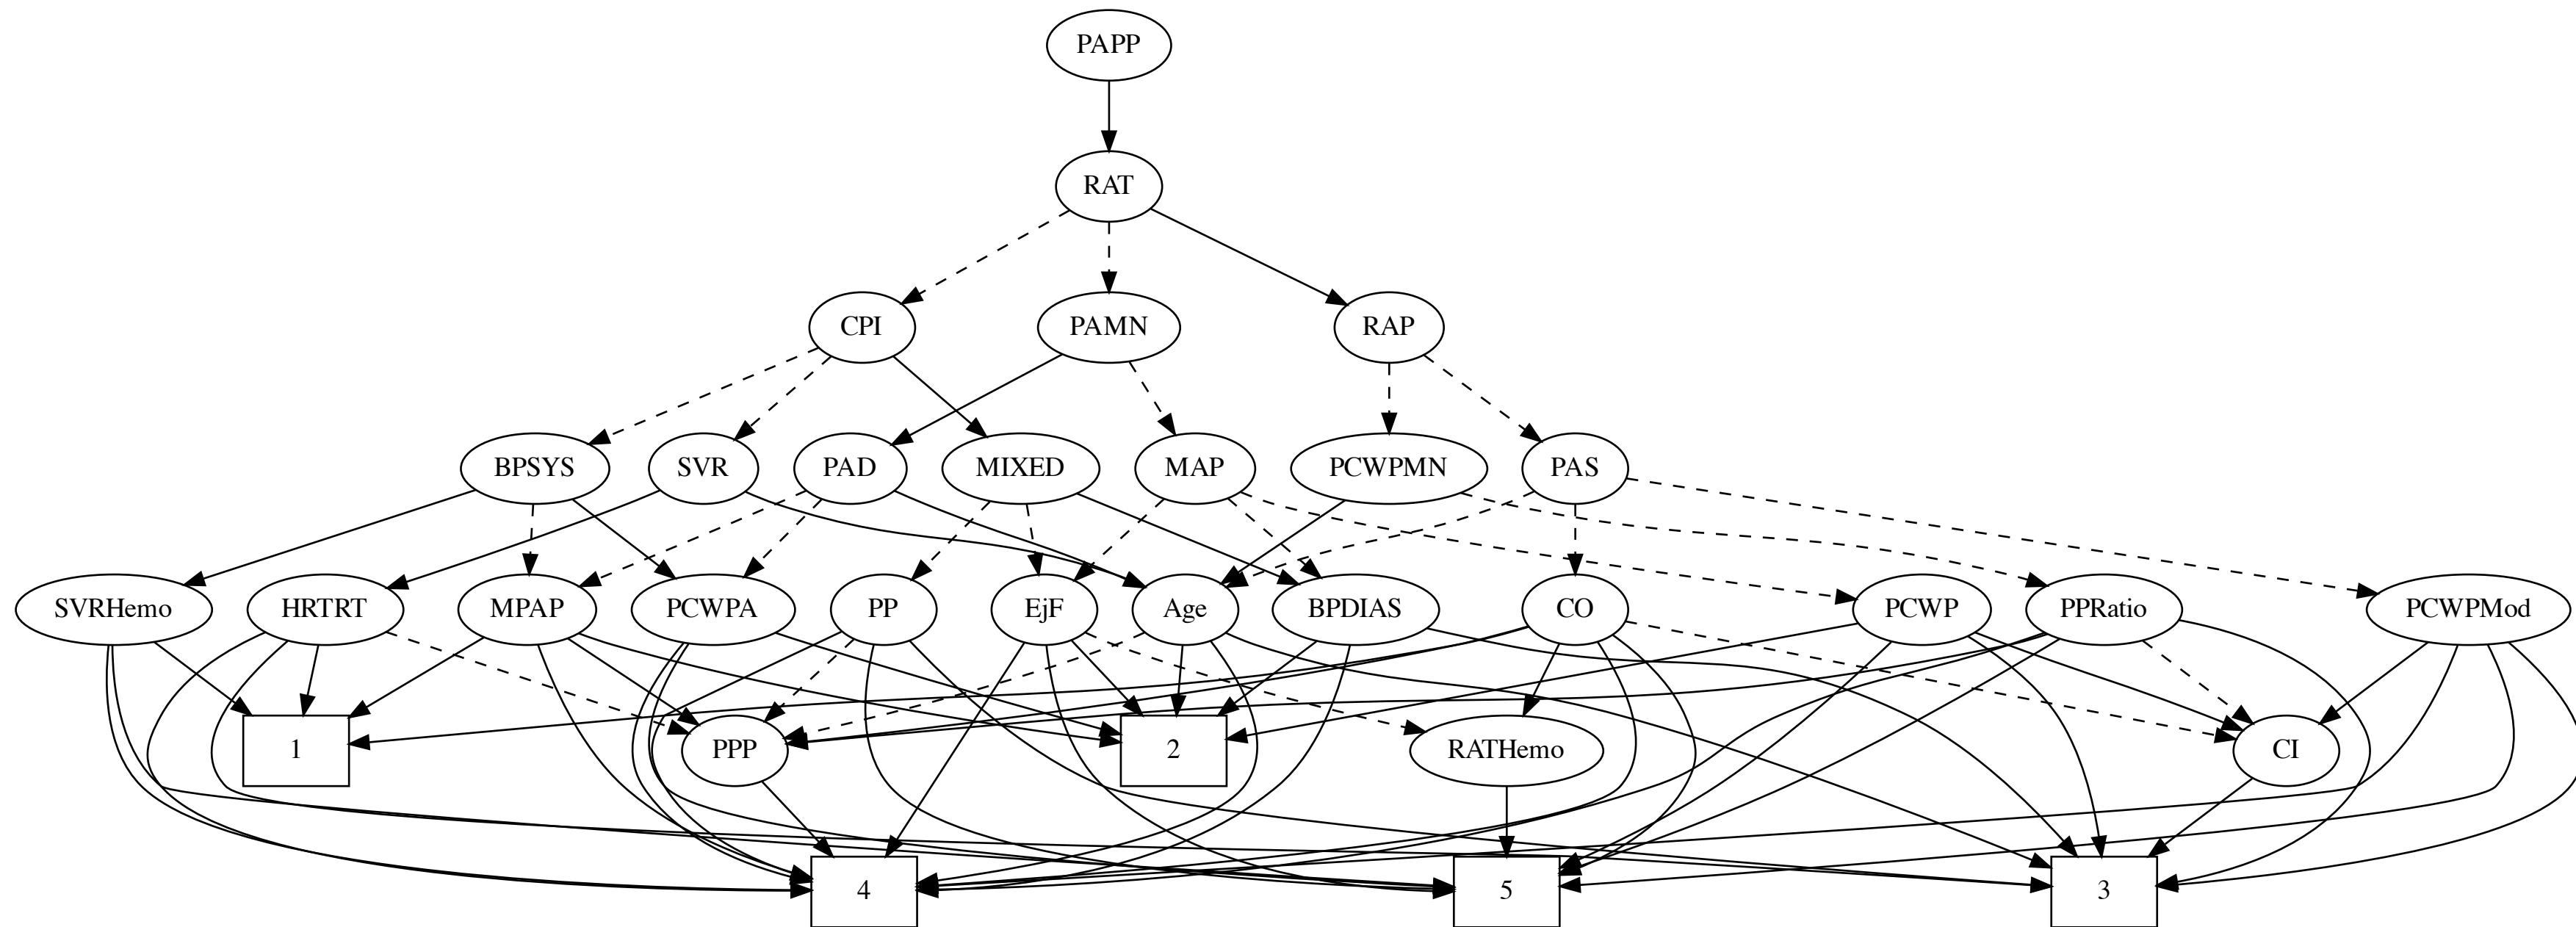 PAPP
RAT
CPI PAMN RAP
BPSYS SVR PAD MIXED MAP PCWPMN PAS
SVRHemo HRTRT MPAP PCWPA PP EjF Age BPDIAS CO PCWP PPRatio PCWPMod
1 PPP 2 RATHemo CI
4 5 3